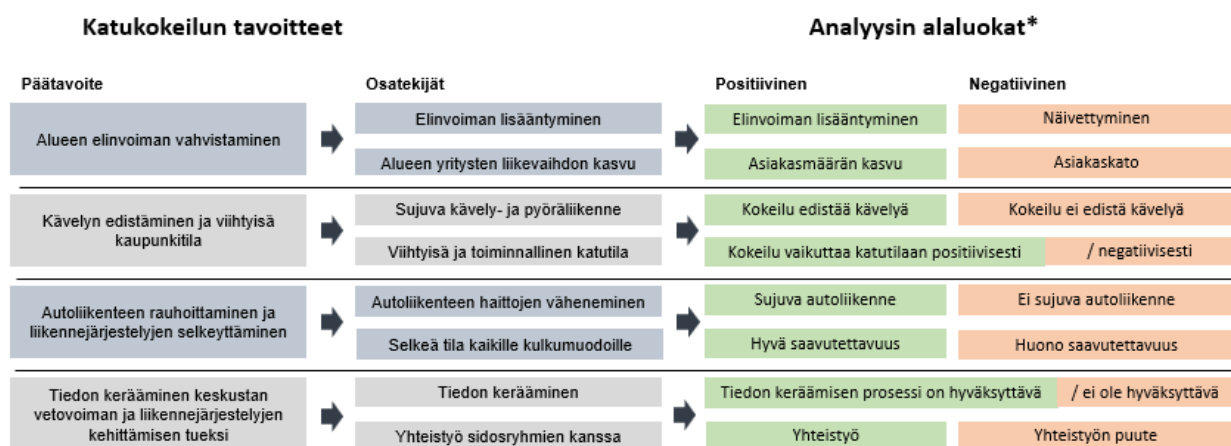 Katukokeilun tavoitteet
Analyysin alaluokat*
Päätavoite
Osatekijät
Positiivinen
Negatiivinen
Alueen elinvoiman vahvistaminen
Elinvoiman lisääntyminen
Elinvoiman lisääntyminen
Näivettyminen
Alueen yritysten liikevaihdon kasvu
Asiakasmäärän kasvu
Asiakaskato
Kävelyn edistäminen ja viihtyisä
kaupunkitila
Sujuva kävely- ja pyöräliikenne
Kokeilu edistää kävelyä
Kokeilu ei edistä kävelyä
Viihtyisä ja toiminnallinen katutila
Kokeilu vaikuttaa katutilaan positiivisesti
/ negatiivisesti
Autoliikenteen rauhoittaminen ja
liikennejärjestelyjen selkeyttäminen
Autoliikenteen haittojen väheneminen
Sujuva autoliikenne
Ei sujuva autoliikenne
Selkeä tila kaikille kulkumuodoille
Hyvä saavutettavuus
Huono saavutettavuus
Tiedon kerääminen keskustan
vetovoiman ja liikennejärjestelyjen
kehittämisen tueksi
Tiedon kerääminen
Tiedon keräämisen prosessi on hyväksyttävä
/ ei ole hyväksyttävä
Yhteistyö sidosryhmien kanssa
Yhteistyö
Yhteistyön puute